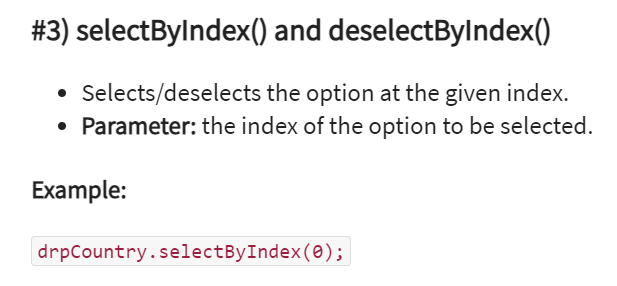 #3) selectByIndex() and deselectByIndex()
• Selects/deselects the option at the given index.
• Parameter: the index of the option to be selected.
Example:
drpCountry.selectByIndex(0);